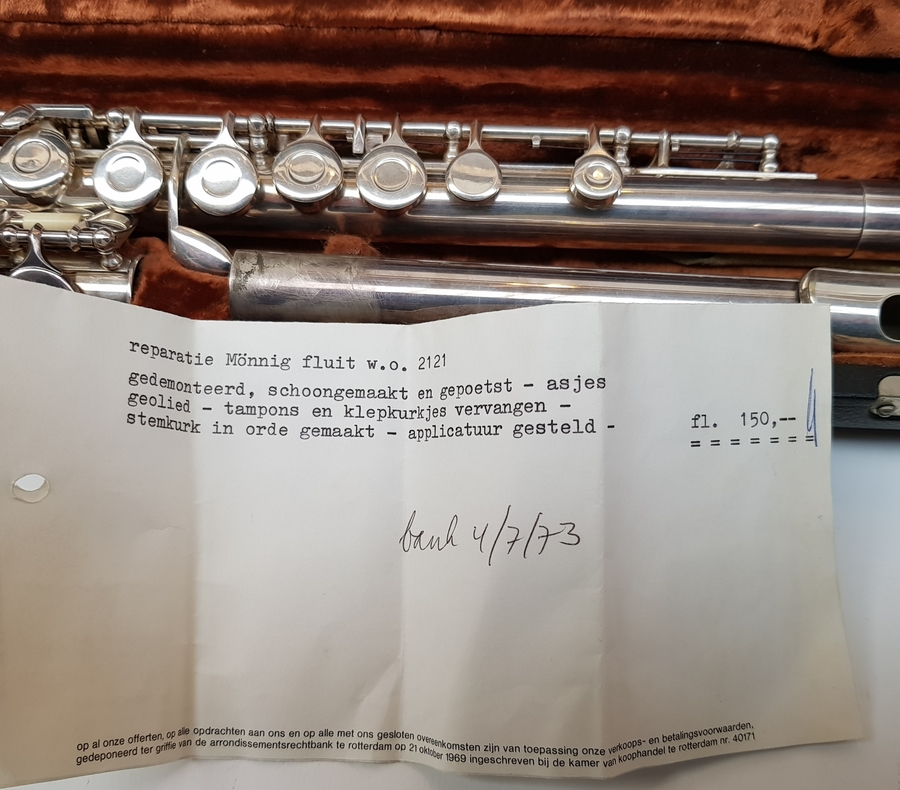 reparatie Mönnig fluit w.o. 2121
gedemonteerd, schoongemaakt en gepoetst - asjes
geolied - tampons en klepkurkjes vervangen -
stemkurk in orde gemaakt - applicatuur gesteld -
fl. 150,--
= = = = = = =
bank 4/7/73
op al onze offerten, op alle opdrachten aan ons en op alle met ons gesloten overeenkomsten zijn van toepassing onze verkoops- en betalingsvoorwaarden,
gedeponeerd ter griffie van de arrondissementsrechtbank te rotterdam op 21 oktober 1969 ingeschreven bij de kamer van koophandel te rotterdam nr. 40171